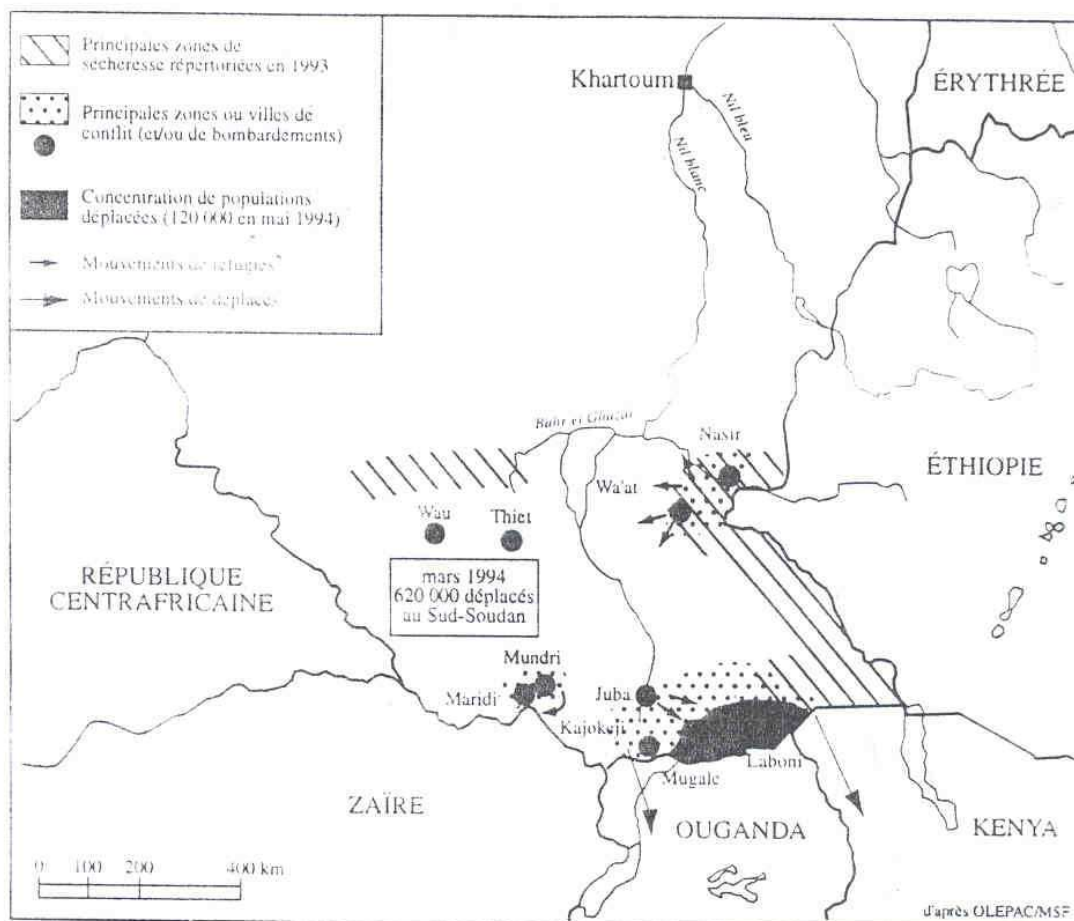 Principales zones de
sécheresse répertoriées en 1993
Principales zones ou villes de
conflit (et/ou de bombardements)
Concentration de populations
déplacées (120 000 en mai 1994)
Mouvements de réfugiés
Mouvements de déplacés
Khartoum
ÉRYTHRÉE
Nil bleu
Nil blanc
Bahr el Ghazal
Nasir
ÉTHIOPIE
Wa'at
Wau
Thiet
RÉPUBLIQUE
CENTRAFRICAINE
mars 1994
620 000 déplacés
au Sud-Soudan
Mundri
Maridi
Juba
Kajokeji
Laboni
Mugale
ZAÏRE
OUGANDA
KENYA
0 100 200 400 km
d'après OLEPAC/MSF